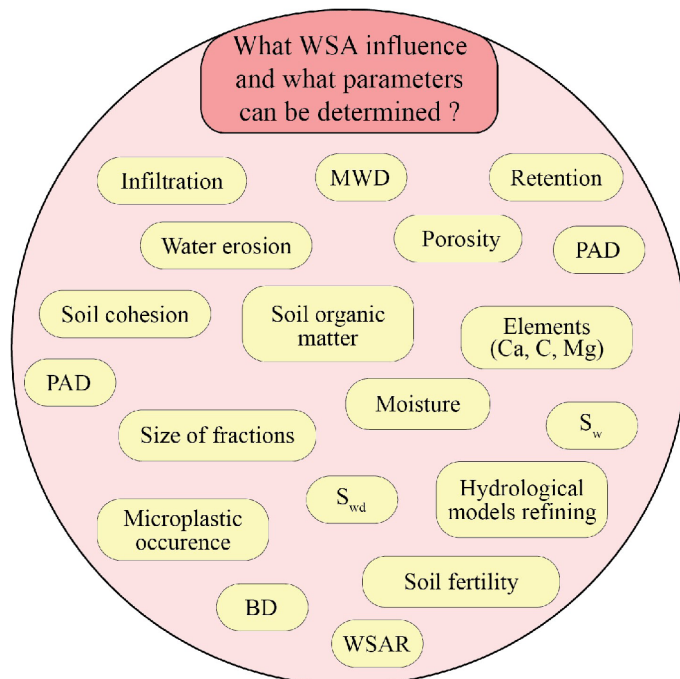 What WSA influence
and what parameters
can be determined ?
Infiltration
MWD
Retention
Water erosion
Porosity
PAD
Soil cohesion
Soil organic
matter
Elements
(Ca, C, Mg)
PAD
Moisture
Size of fractions
S_w
S_wd
Hydrological
models refining
Microplastic
occurence
Soil fertility
BD
WSAR